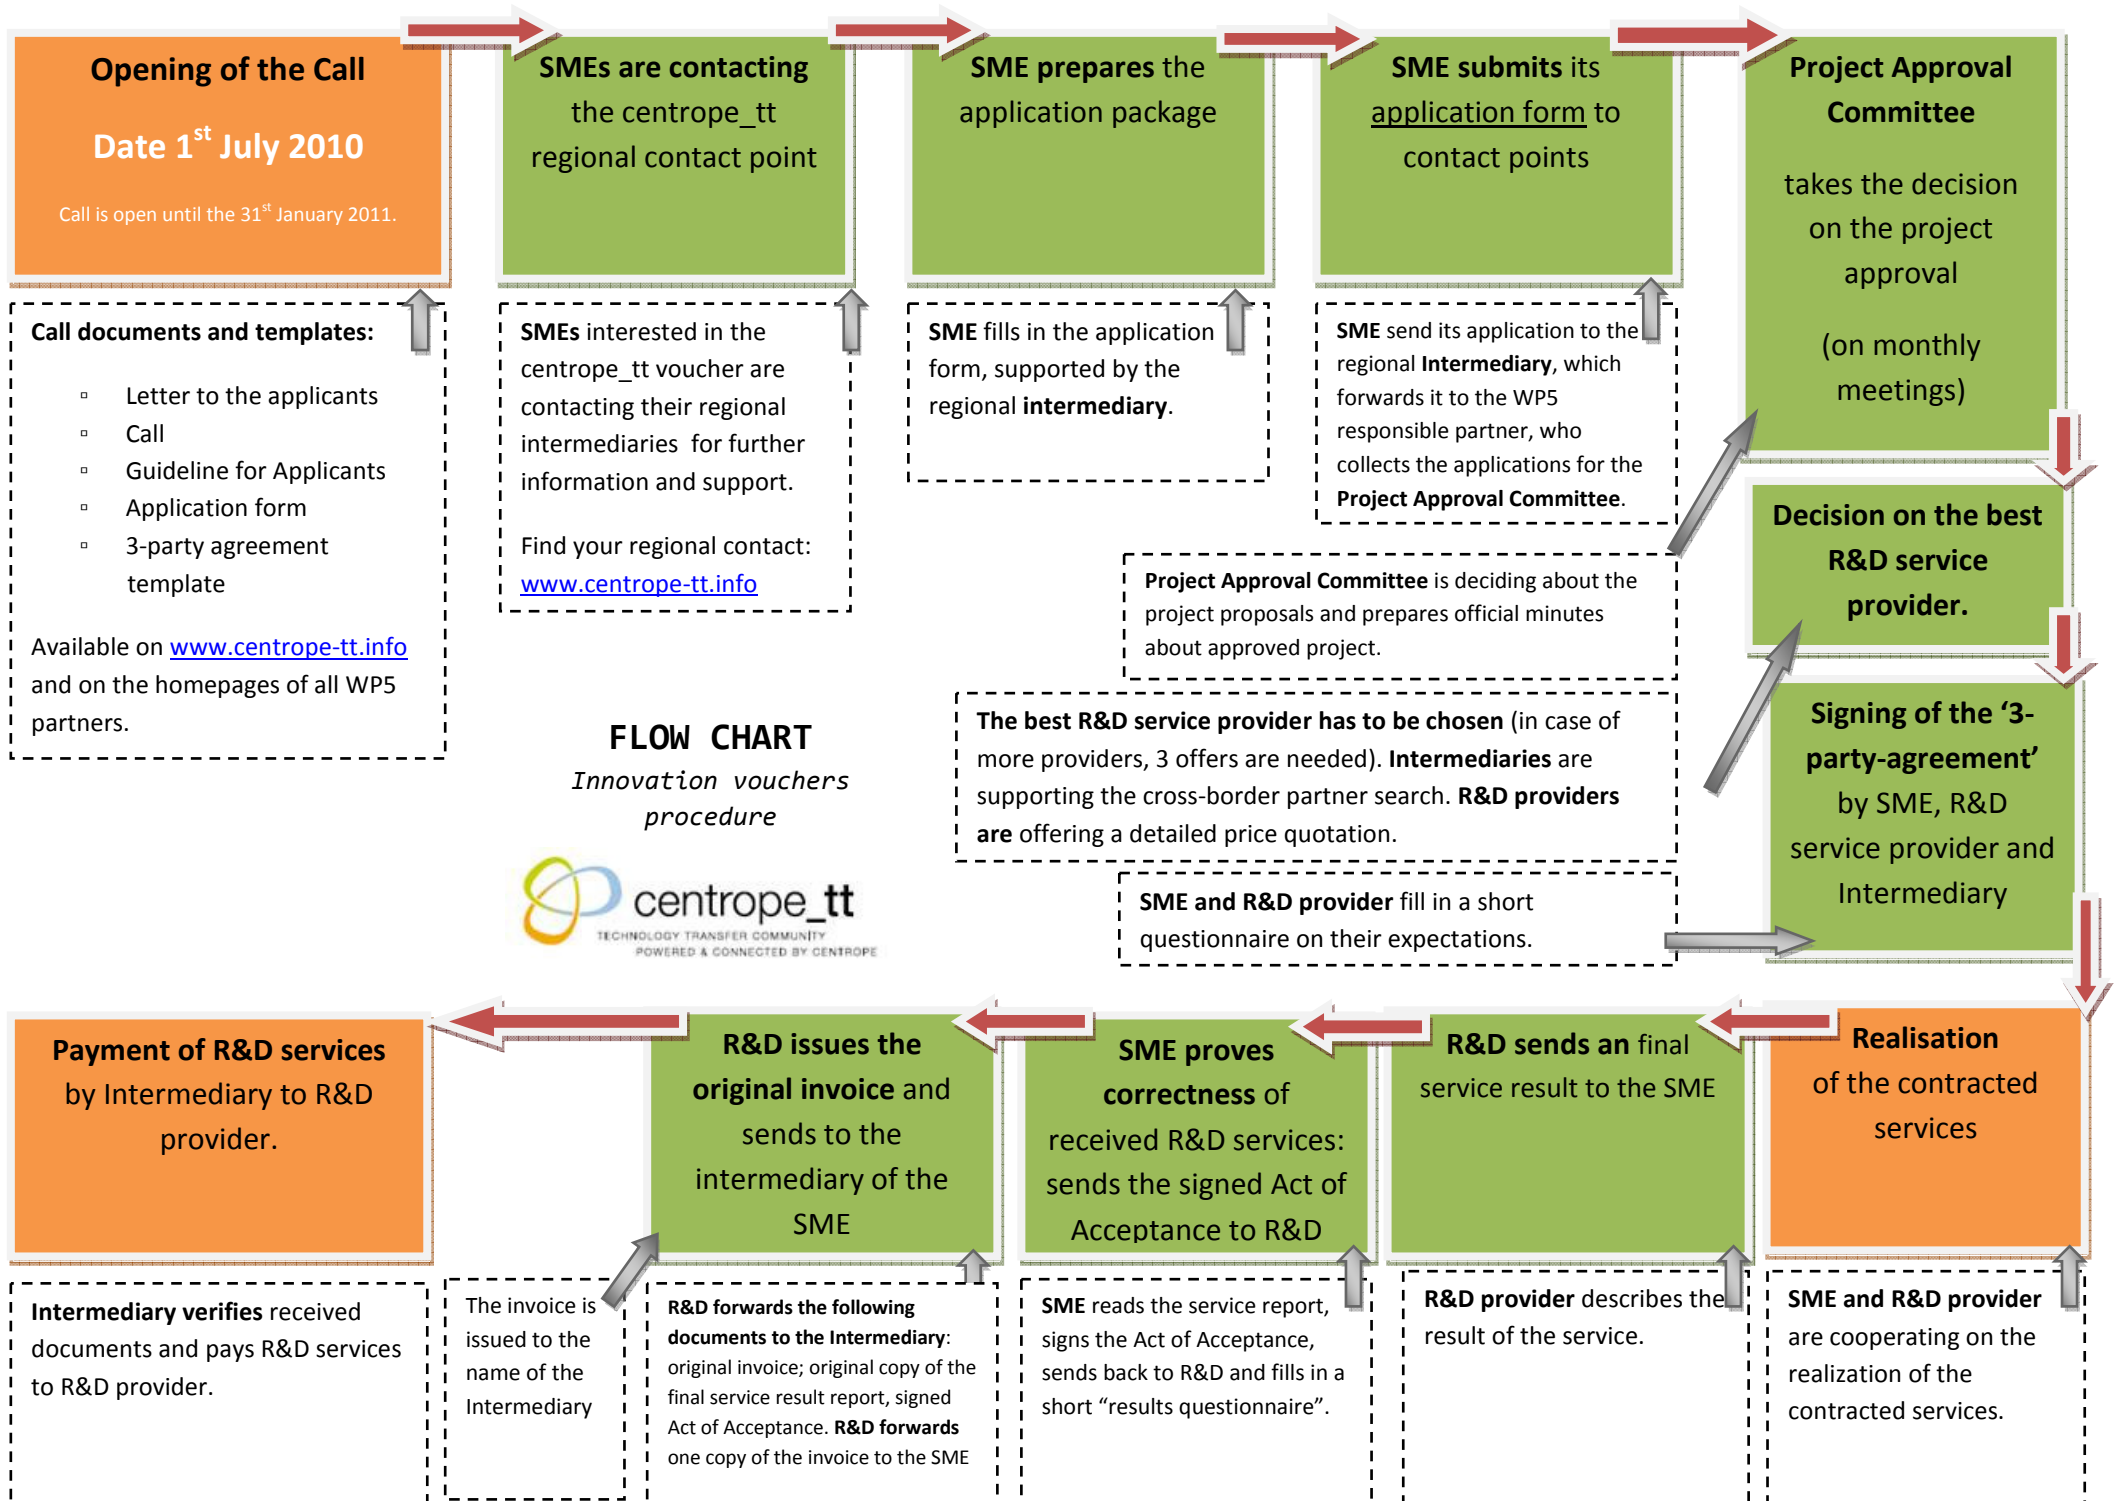 Opening of the Call
Date 1st July 2010
Call is open until the 31st January 2011.
SMEs are contacting
the centrope_tt
regional contact point
SME prepares the
application package
SME submits its
application form to
contact points
Project Approval
Committee
takes the decision
on the project
approval
(on monthly
meetings)
Call documents and templates:
▫ Letter to the applicants
▫ Call
▫ Guideline for Applicants
▫ Application form
▫ 3-party agreement
template
Available on www.centrope-tt.info
and on the homepages of all WP5
partners.
SMEs interested in the
centrope_tt voucher are
contacting their regional
intermediaries for further
information and support.
Find your regional contact:
www.centrope-tt.info
SME fills in the application
form, supported by the
regional intermediary.
SME send its application to the
regional Intermediary, which
forwards it to the WP5
responsible partner, who
collects the applications for the
Project Approval Committee.
Decision on the best
R&D service
provider.
Project Approval Committee is deciding about the
project proposals and prepares official minutes
about approved project.
The best R&D service provider has to be chosen (in case of
more providers, 3 offers are needed). Intermediaries are
supporting the cross-border partner search. R&D providers
are offering a detailed price quotation.
Signing of the ‘3-
party-agreement’
by SME, R&D
service provider and
Intermediary
SME and R&D provider fill in a short
questionnaire on their expectations.
FLOW CHART
Innovation vouchers
procedure
centrope_tt
TECHNOLOGY TRANSFER COMMUNITY
POWERED & CONNECTED BY CENTROPE
Payment of R&D services
by Intermediary to R&D
provider.
R&D issues the
original invoice and
sends to the
intermediary of the
SME
SME proves
correctness of
received R&D services:
sends the signed Act of
Acceptance to R&D
R&D sends an final
service result to the SME
Realisation
of the contracted
services
Intermediary verifies received
documents and pays R&D services
to R&D provider.
The invoice is
issued to the
name of the
Intermediary
R&D forwards the following
documents to the Intermediary:
original invoice; original copy of the
final service result report, signed
Act of Acceptance. R&D forwards
one copy of the invoice to the SME
SME reads the service report,
signs the Act of Acceptance,
sends back to R&D and fills in a
short “results questionnaire”.
R&D provider describes the
result of the service.
SME and R&D provider
are cooperating on the
realization of the
contracted services.